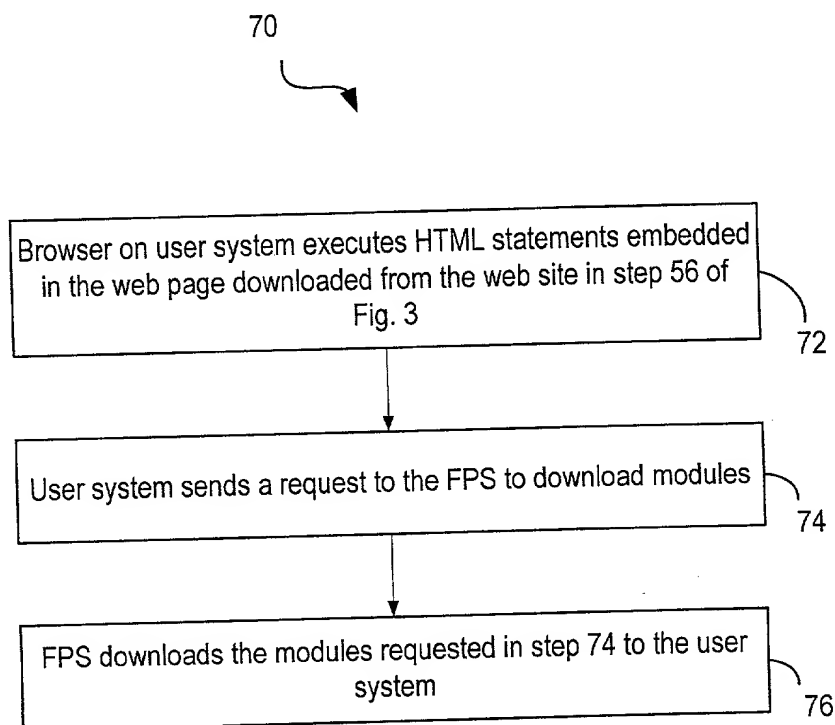 70
Browser on user system executes HTML statements embedded
in the web page downloaded from the web site in step 56 of
Fig. 3
72
User system sends a request to the FPS to download modules
74
FPS downloads the modules requested in step 74 to the user
system
76